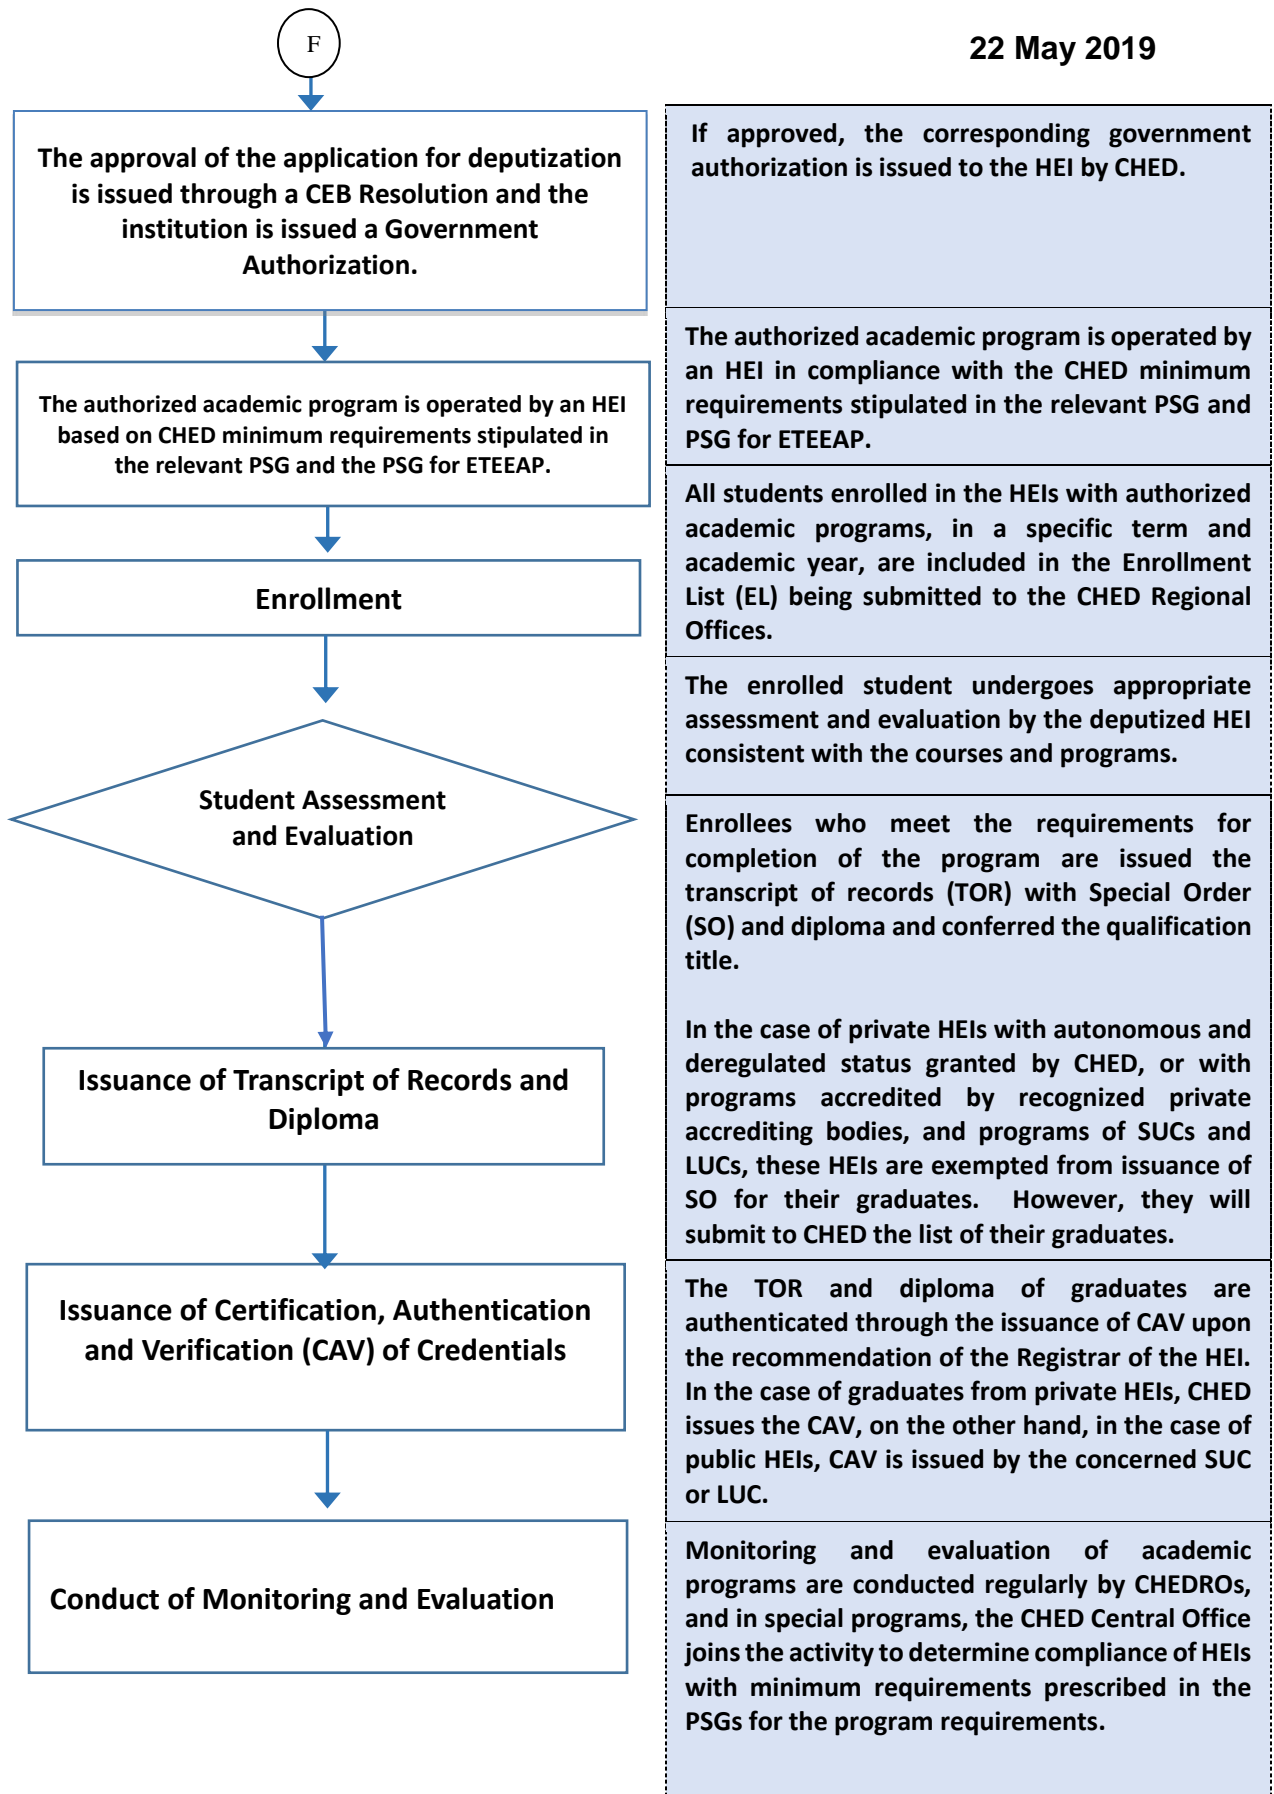 F
22 May 2019
The approval of the application for deputization
is issued through a CEB Resolution and the
institution is issued a Government
Authorization.
If approved, the corresponding government
authorization is issued to the HEI by CHED.
The authorized academic program is operated by an HEI
based on CHED minimum requirements stipulated in
the relevant PSG and the PSG for ETEEAP.
The authorized academic program is operated by
an HEI in compliance with the CHED minimum
requirements stipulated in the relevant PSG and
PSG for ETEEAP.
Enrollment
All students enrolled in the HEIs with authorized
academic programs, in a specific term and
academic year, are included in the Enrollment
List (EL) being submitted to the CHED Regional
Offices.
Student Assessment
and Evaluation
The enrolled student undergoes appropriate
assessment and evaluation by the deputized HEI
consistent with the courses and programs.
Issuance of Transcript of Records and
Diploma
Enrollees who meet the requirements for
completion of the program are issued the
transcript of records (TOR) with Special Order
(SO) and diploma and conferred the qualification
title.
In the case of private HEIs with autonomous and
deregulated status granted by CHED, or with
programs accredited by recognized private
accrediting bodies, and programs of SUCs and
LUCs, these HEIs are exempted from issuance of
SO for their graduates. However, they will
submit to CHED the list of their graduates.
Issuance of Certification, Authentication
and Verification (CAV) of Credentials
The TOR and diploma of graduates are
authenticated through the issuance of CAV upon
the recommendation of the Registrar of the HEI.
In the case of graduates from private HEIs, CHED
issues the CAV, on the other hand, in the case of
public HEIs, CAV is issued by the concerned SUC
or LUC.
Conduct of Monitoring and Evaluation
Monitoring and evaluation of academic
programs are conducted regularly by CHEDROs,
and in special programs, the CHED Central Office
joins the activity to determine compliance of HEIs
with minimum requirements prescribed in the
PSGs for the program requirements.